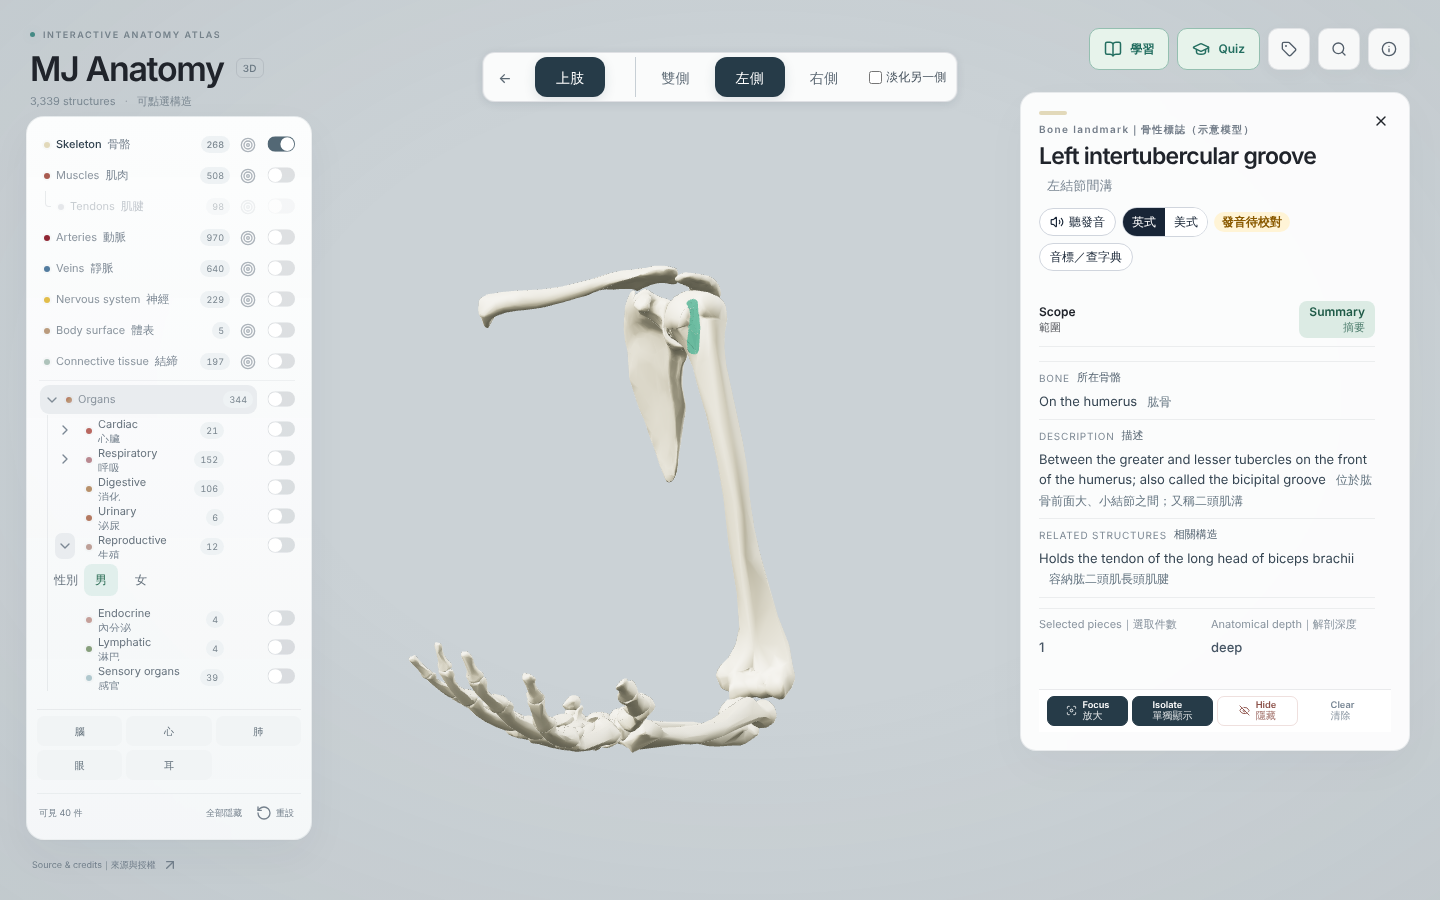 INTERACTIVE ANATOMY ATLAS
MJ Anatomy 3D
3,339 structures · 可點選構造
← 上肢 雙側 左側 右側 淡化另一側
學習
Quiz
Skeleton 骨骼 268
Muscles 肌肉 508
Tendons 肌腱 98
Arteries 動脈 970
Veins 靜脈 640
Nervous system 神經 229
Body surface 體表 5
Connective tissue 結締 197
Organs 344
Cardiac 21
心臟
Respiratory 152
呼吸
Digestive 106
消化
Urinary 6
泌尿
Reproductive 12
生殖
性別 男 女
Endocrine 4
內分泌
Lymphatic 4
淋巴
Sensory organs 39
感官
腦 心 肺
眼 耳
可見 40 件 全部隱藏 重設
Source & credits | 來源與授權
Bone landmark | 骨性標誌（示意模型）
Left intertubercular groove
左結節間溝
聽發音 英式 美式 發音待校對
音標／查字典
Scope
範圍
Summary
摘要
BONE 所在骨骼
On the humerus 肱骨
DESCRIPTION 描述
Between the greater and lesser tubercles on the front
of the humerus; also called the bicipital groove 位於肱
骨前面大、小結節之間；又稱二頭肌溝
RELATED STRUCTURES 相關構造
Holds the tendon of the long head of biceps brachii
容納肱二頭肌長頭肌腱
Selected pieces | 選取件數 Anatomical depth | 解剖深度
1 deep
Focus
放大
Isolate
單獨顯示
Hide
隱藏
Clear
清除